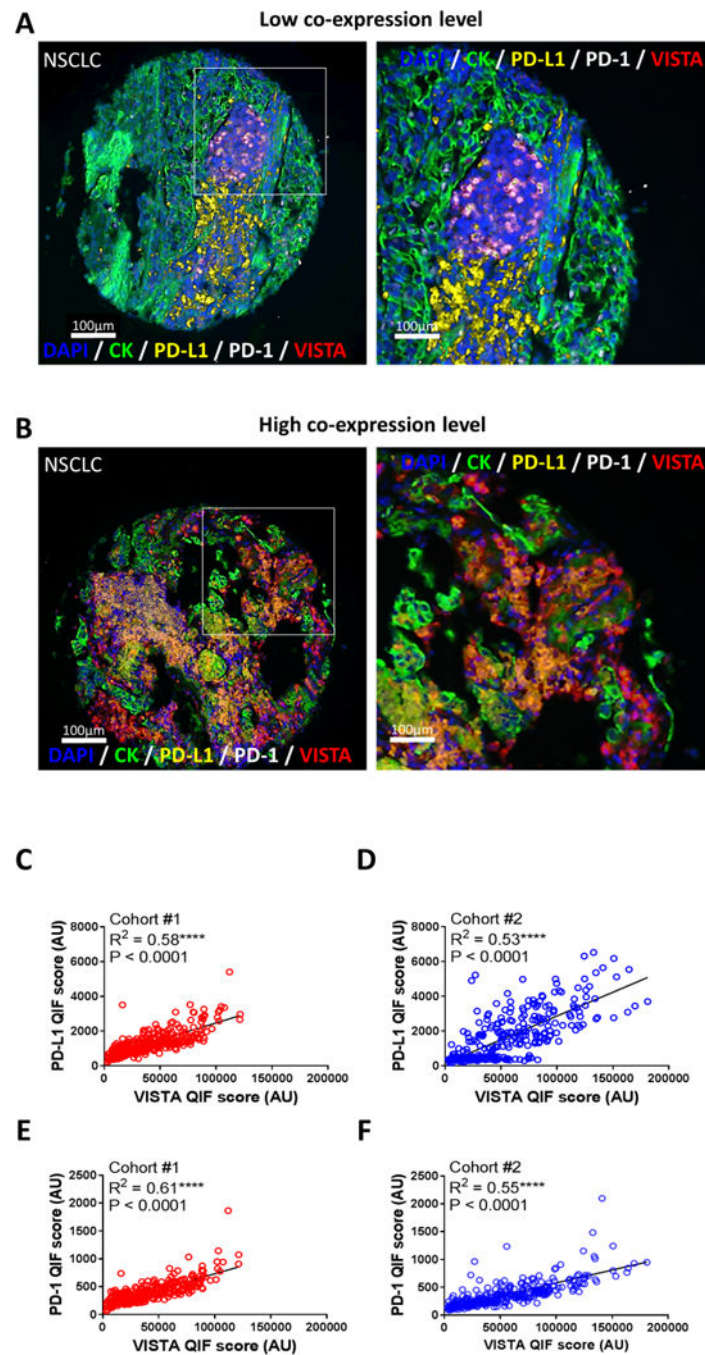 A
Low co-expression level
NSCLC
DAPI / CK / PD-L1 / PD-1 / VISTA
100µm
100µm
DAPI / CK / PD-L1 / PD-1 / VISTA
B
High co-expression level
NSCLC
DAPI / CK / PD-L1 / PD-1 / VISTA
100µm
100µm
DAPI / CK / PD-L1 / PD-1 / VISTA
C
Cohort #1
R² = 0.58****
P < 0.0001
PD-L1 QIF score (AU)
8000
6000
4000
2000
0
0 50000 100000 150000 200000
VISTA QIF score (AU)
D
Cohort #2
R² = 0.53****
P < 0.0001
PD-L1 QIF score (AU)
8000
6000
4000
2000
0
0 50000 100000 150000 200000
VISTA QIF score (AU)
E
Cohort #1
R² = 0.61****
P < 0.0001
PD-1 QIF score (AU)
2500
2000
1500
1000
500
0
0 50000 100000 150000 200000
VISTA QIF score (AU)
F
Cohort #2
R² = 0.55****
P < 0.0001
PD-1 QIF score (AU)
2500
2000
1500
1000
500
0
0 50000 100000 150000 200000
VISTA QIF score (AU)